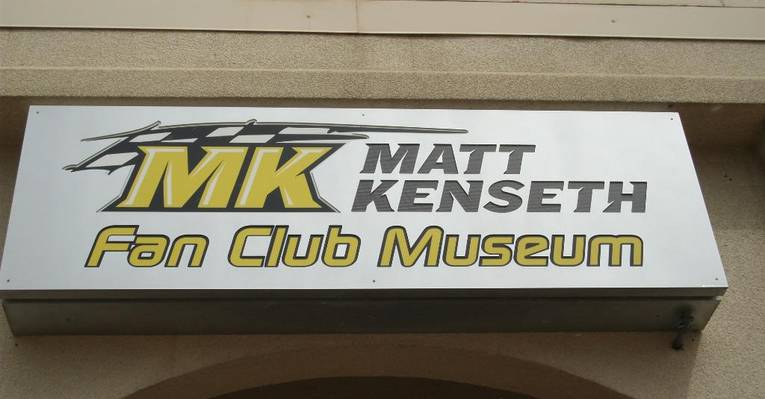 MK MATT
KENSETH
Fan Club Museum